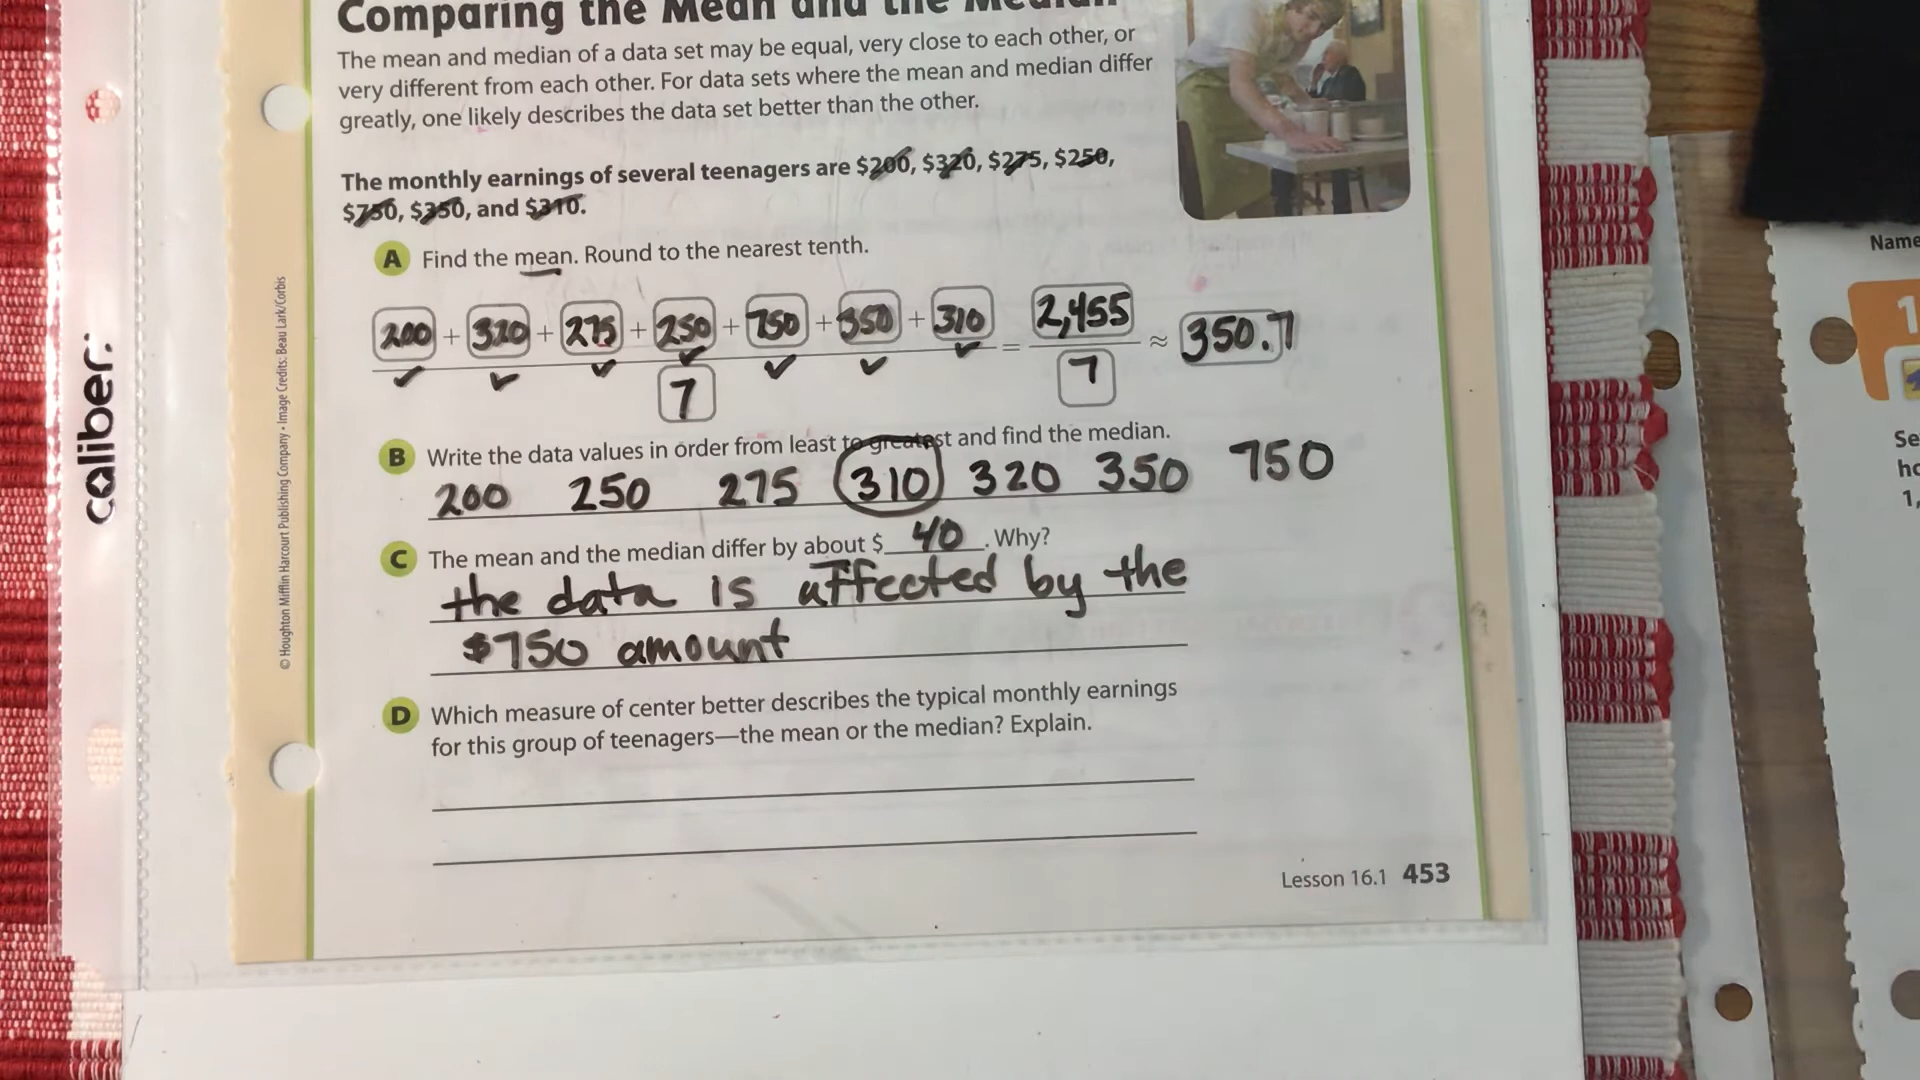 Comparing the Mean and the Median
The mean and median of a data set may be equal, very close to each other, or
very different from each other. For data sets where the mean and median differ
greatly, one likely describes the data set better than the other.
The monthly earnings of several teenagers are $200, $320, $275, $250,
$750, $350, and $310.
A Find the mean. Round to the nearest tenth.
200 + 320 + 275 + 250 + 750 + 350 + 310 = 2,455 ≈ 350.7
7 7
B Write the data values in order from least to greatest and find the median.
200 250 275 310 320 350 750
C The mean and the median differ by about $ 40 . Why?
the data is affected by the
$750 amount
D Which measure of center better describes the typical monthly earnings
for this group of teenagers—the mean or the median? Explain.
Lesson 16.1 453
© Houghton Mifflin Harcourt Publishing Company • Image Credits: Beau Lark/Corbis
caliber:
Name
1
Se
ho
1,